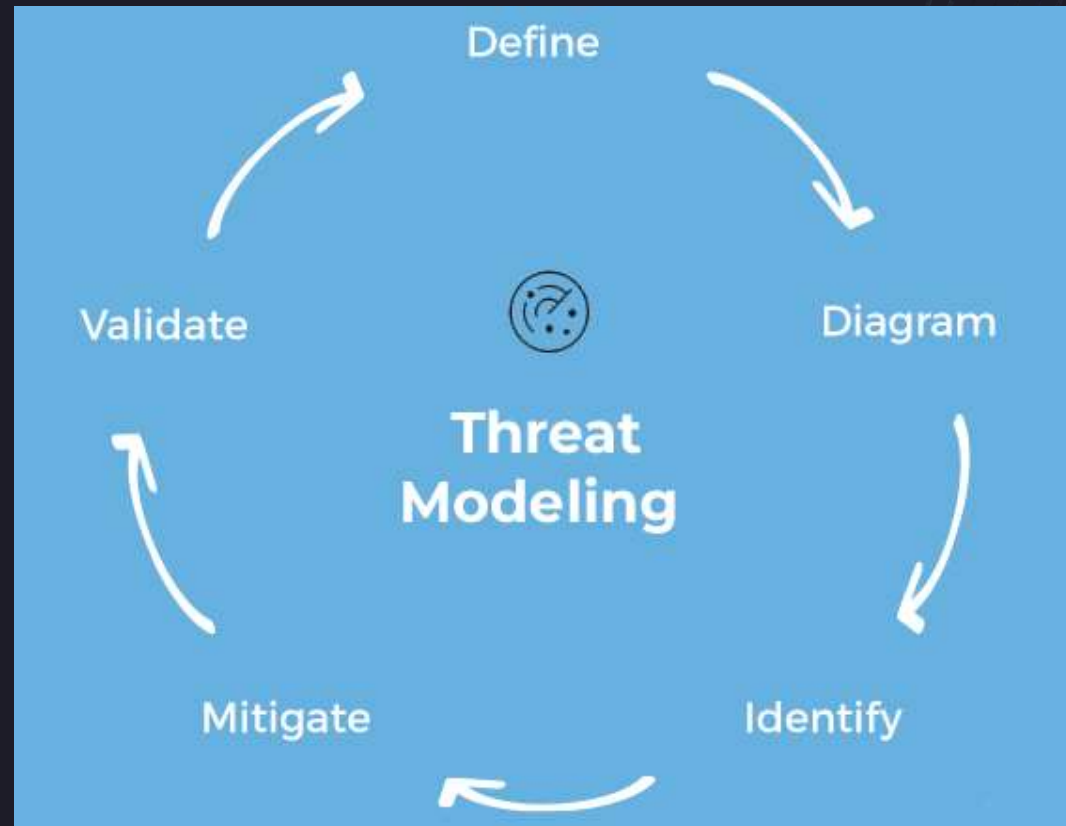 Define
Diagram
Identify
Mitigate
Validate
Threat
Modeling